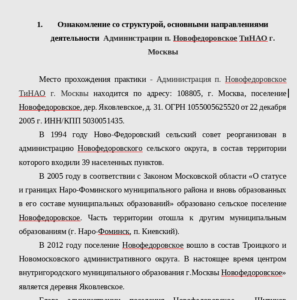 1. Ознакомление со структурой, основными направлениями
деятельности Администрации п. Новофедоровское ТиНАО г.
Москвы
Место прохождения практики - Администрация п. Новофедоровское
ТиНАО г. Москвы находится по адресу: 108805, г. Москва, поселение
Новофедоровское, дер. Яковлевское, д. 31. ОГРН 1055005625520 от 22 декабря
2005 г. ИНН/КПП 5030051435.
В 1994 году Ново-Федоровский сельский совет реорганизован в
администрацию Новофедоровского сельского округа, в состав территории
которого входили 39 населенных пунктов.
В 2005 году в соответствии с Законом Московской области «О статусе
и границах Наро-Фоминского муниципального района и вновь образованных
в его составе муниципальных образований» образовано сельское поселение
Новофедоровское. Часть территории отошла к другим муниципальным
образованиям (г. Наро-Фоминск, п. Киевский).
В 2012 году поселение Новофедоровское вошло в состав Троицкого и
Новомосковского административного округа. В настоящее время центром
внутригородского муниципального образования г.Москвы Новофедоровское»
является деревня Яковлевское.